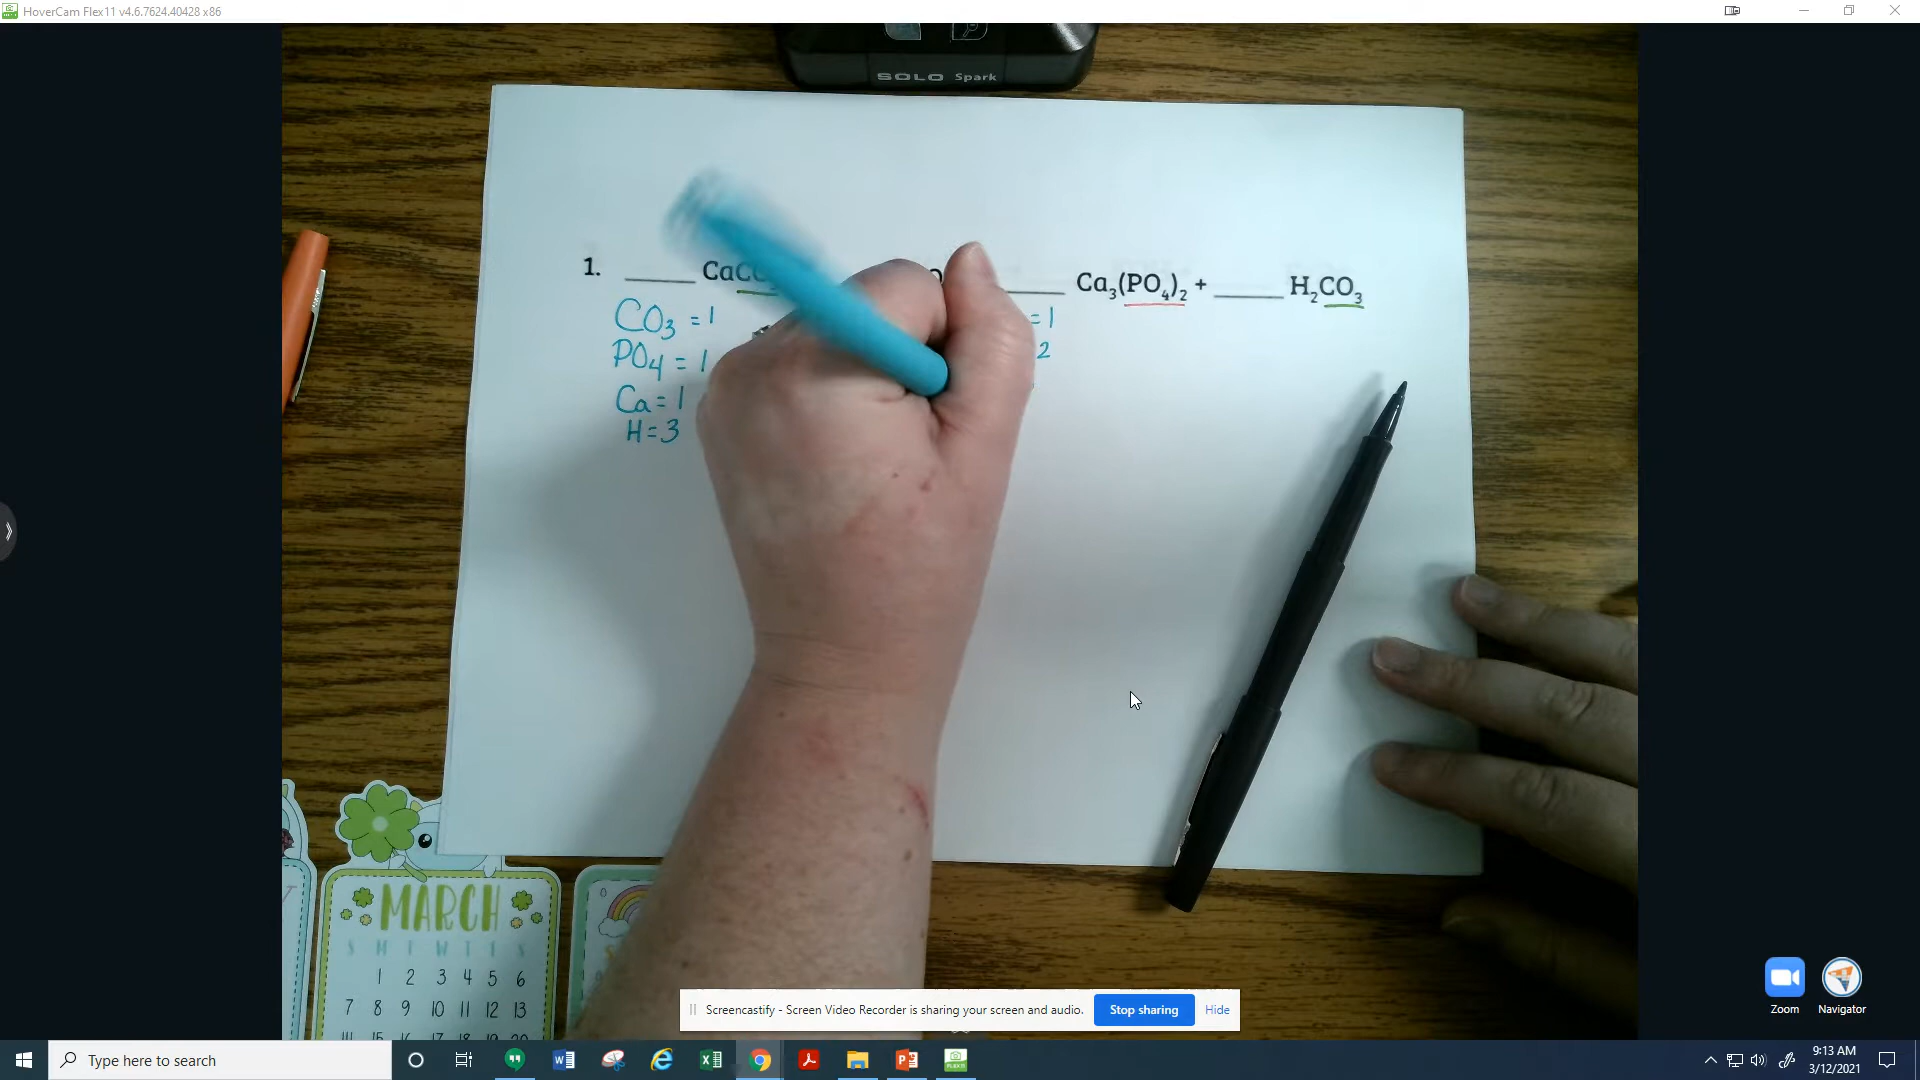 HoverCam Flex11 v4.6.7624.40428 x86
SOLO Spark
1. _____ CaC _____ Ca₃(PO₄)₂ + _____ H₂CO₃
CO₃ = 1 = 1
PO₄ = 1 2
Ca = 1
H = 3
MARCH
S M T W T F S
1 2 3 4 5 6
7 8 9 10 11 12 13
Screencastify - Screen Video Recorder is sharing your screen and audio. Stop sharing Hide
Zoom Navigator
Type here to search
9:13 AM
3/12/2021